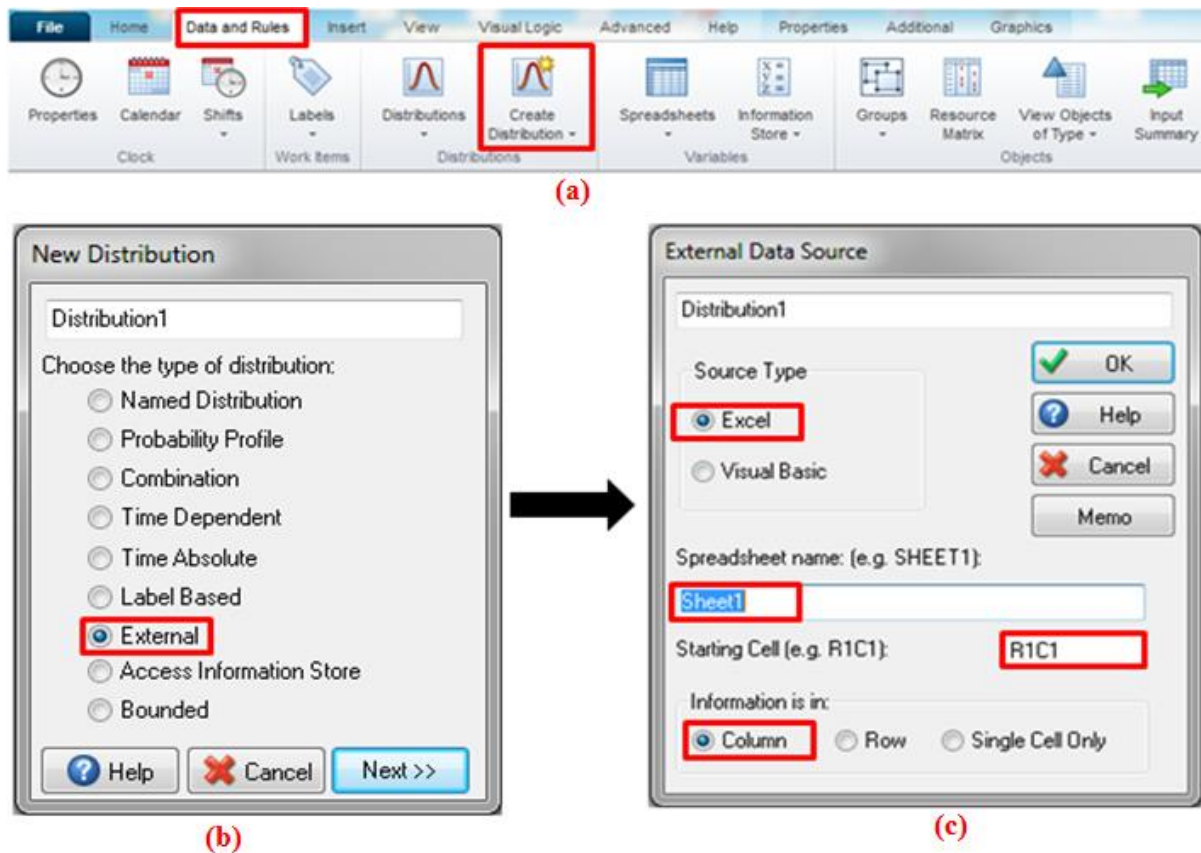 File Home Data and Rules Insert View Visual Logic Advanced Help Properties Additional Graphics
Properties Calendar Shifts Labels Distributions Create Distribution Spreadsheets Information Store Groups Resource Matrix View Objects of Type Input Summary
Clock Work Items Distributions Variables Objects
(a)
New Distribution
Distribution1
Choose the type of distribution:
Named Distribution
Probability Profile
Combination
Time Dependent
Time Absolute
Label Based
External
Access Information Store
Bounded
Help Cancel Next >>
(b)
External Data Source
Distribution1
Source Type
OK
Excel
Help
Visual Basic
Cancel
Memo
Spreadsheet name: (e.g. SHEET1):
Sheet1
Starting Cell (e.g. R1C1): R1C1
Information is in:
Column Row Single Cell Only
(c)